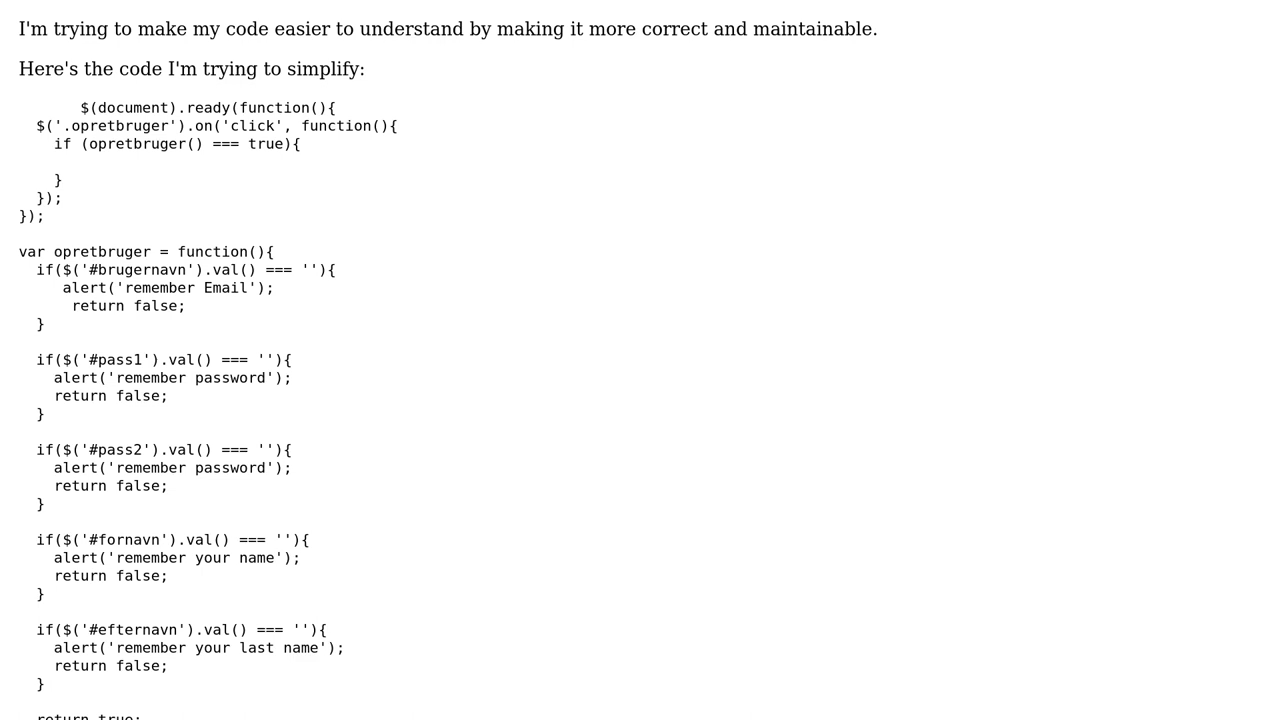 I'm trying to make my code easier to understand by making it more correct and maintainable.
Here's the code I'm trying to simplify:
$(document).ready(function(){
$('.opretbruger').on('click', function(){
if (opretbruger() === true){
}
});
});
var opretbruger = function(){
if($('#brugernavn').val() === ''){
alert('remember Email');
return false;
}
if($('#pass1').val() === ''){
alert('remember password');
return false;
}
if($('#pass2').val() === ''){
alert('remember password');
return false;
}
if($('#fornavn').val() === ''){
alert('remember your name');
return false;
}
if($('#efternavn').val() === ''){
alert('remember your last name');
return false;
}
return true;